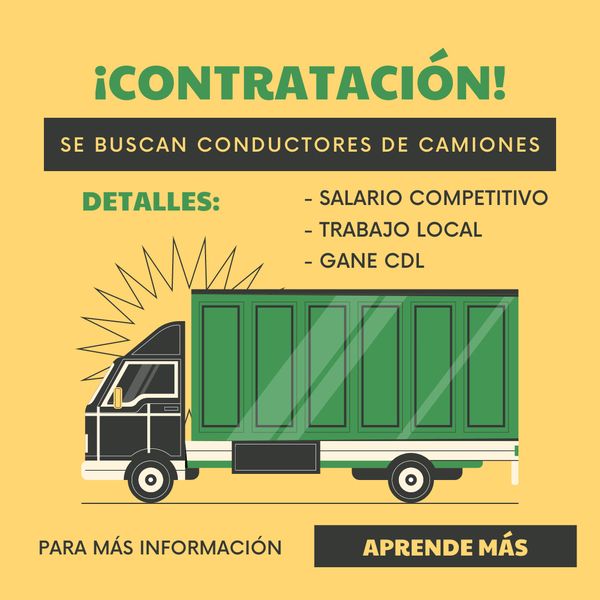 ¡CONTRATACIÓN!
SE BUSCAN CONDUCTORES DE CAMIONES
DETALLES:
- SALARIO COMPETITIVO
- TRABAJO LOCAL
- GANE CDL
PARA MÁS INFORMACIÓN
APRENDE MÁS